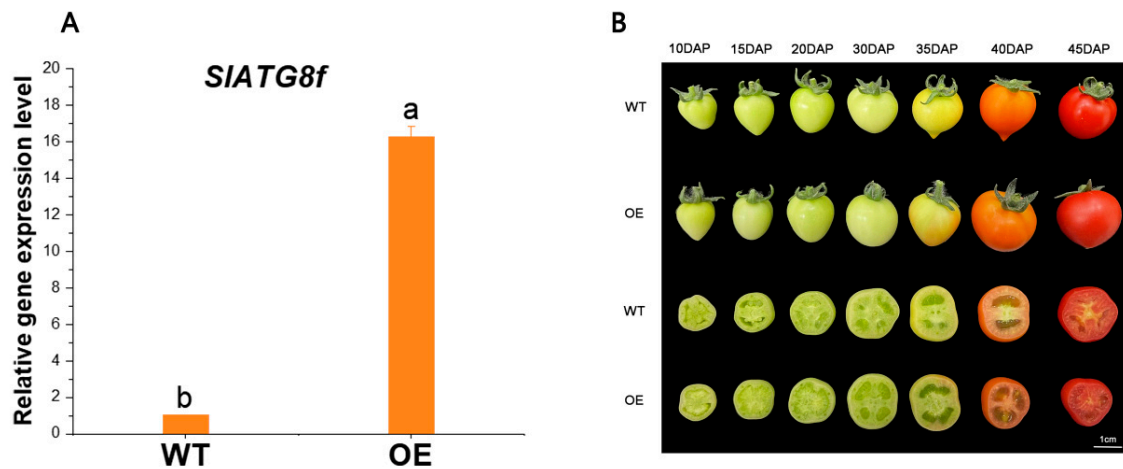 A
SlATG8f
Relative gene expression level
20
18
16
14
12
10
8
6
4
2
0
b
a
WT
OE
B
10DAP 15DAP 20DAP 30DAP 35DAP 40DAP 45DAP
WT
OE
WT
OE
1cm